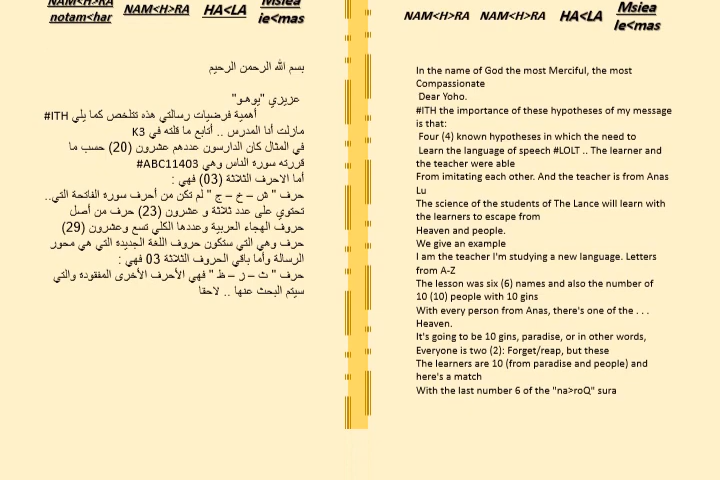 NAM<H>RA
notam<har
NAM<H>RA
HA<LA
Msiea
ie<mas
بسم الله الرحمن الرحيم
عزيزي "يوهـو"
أهمية فرضيات رسالتي هذه تتلخص كما يلي ITH#
مازلت أنا المدرس .. أتابع ما قلته في K3
في المثال كان الدارسون عددهم عشرون (20) حسب ما
قررته سورة الناس وهي ABC11403#
أما الاحرف الثلاثة (03) فهي :
حرف " ش – خ – ج " لم تكن من أحرف سورة الفاتحة التي..
تحتوي على عدد ثلاثة و عشرون (23) حرف من أصل
حروف الهجاء العربية وعددها الكلي تسع وعشرون (29)
حرف وهي التي ستكون حروف اللغة الجديدة التي هي محور
الرسالة وأما باقي الحروف الثلاثة 03 فهي :
حرف " ث – ز – ظ " فهي الأحرف الأخرى المفقودة والتي
سيتم البحث عنها .. لاحقا
NAM<H>RA
NAM<H>RA
HA<LA
Msiea
le<mas
In the name of God the most Merciful, the most
Compassionate
Dear Yoho.
#ITH the importance of these hypotheses of my message
is that:
Four (4) known hypotheses in which the need to
Learn the language of speech #LOLT .. The learner and
the teacher were able
From imitating each other. And the teacher is from Anas
Lu
The science of the students of The Lance will learn with
the learners to escape from
Heaven and people.
We give an example
I am the teacher I'm studying a new language. Letters
from A-Z
The lesson was six (6) names and also the number of
10 (10) people with 10 gins
With every person from Anas, there's one of the . . .
Heaven.
It's going to be 10 gins, paradise, or in other words,
Everyone is two (2): Forget/reap, but these
The learners are 10 (from paradise and people) and
here's a match
With the last number 6 of the "na>roQ" sura